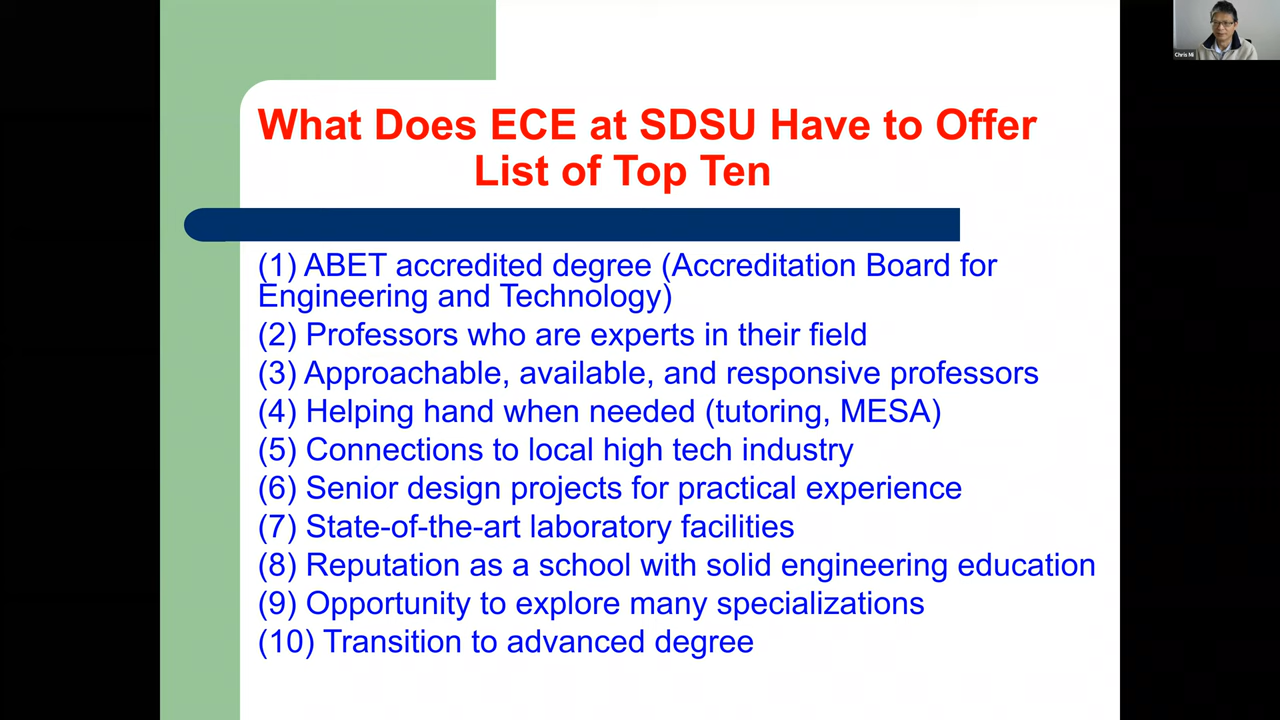 What Does ECE at SDSU Have to Offer
List of Top Ten
(1) ABET accredited degree (Accreditation Board for
Engineering and Technology)
(2) Professors who are experts in their field
(3) Approachable, available, and responsive professors
(4) Helping hand when needed (tutoring, MESA)
(5) Connections to local high tech industry
(6) Senior design projects for practical experience
(7) State-of-the-art laboratory facilities
(8) Reputation as a school with solid engineering education
(9) Opportunity to explore many specializations
(10) Transition to advanced degree
Chris Mi